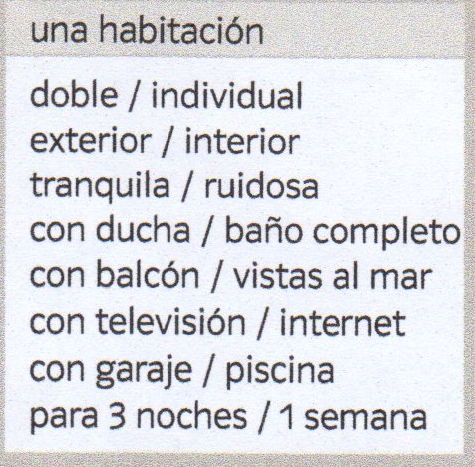 una habitación
doble / individual
exterior / interior
tranquila / ruidosa
con ducha / baño completo
con balcón / vistas al mar
con televisión / internet
con garaje / piscina
para 3 noches / 1 semana